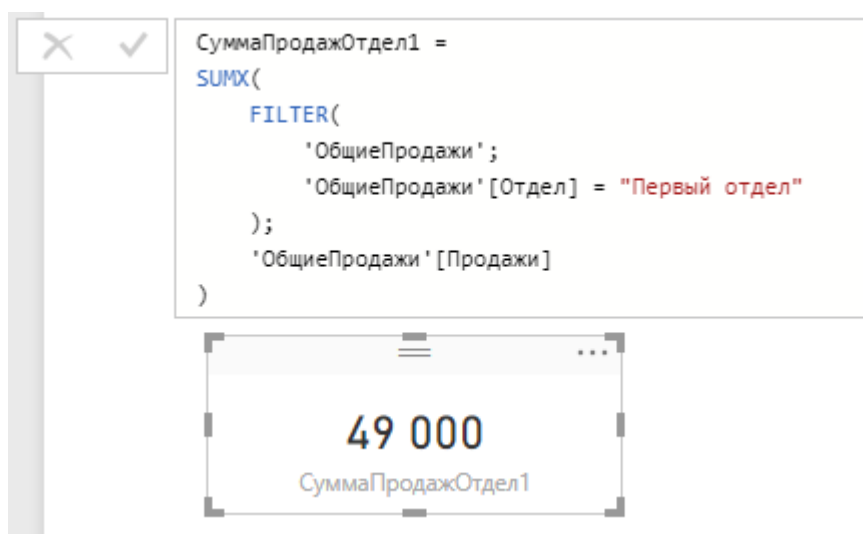 СуммаПродажОтдел1 =
SUMX(
FILTER(
'ОбщиеПродажи';
'ОбщиеПродажи'[Отдел] = "Первый отдел"
);
'ОбщиеПродажи'[Продажи]
)
49 000
СуммаПродажОтдел1